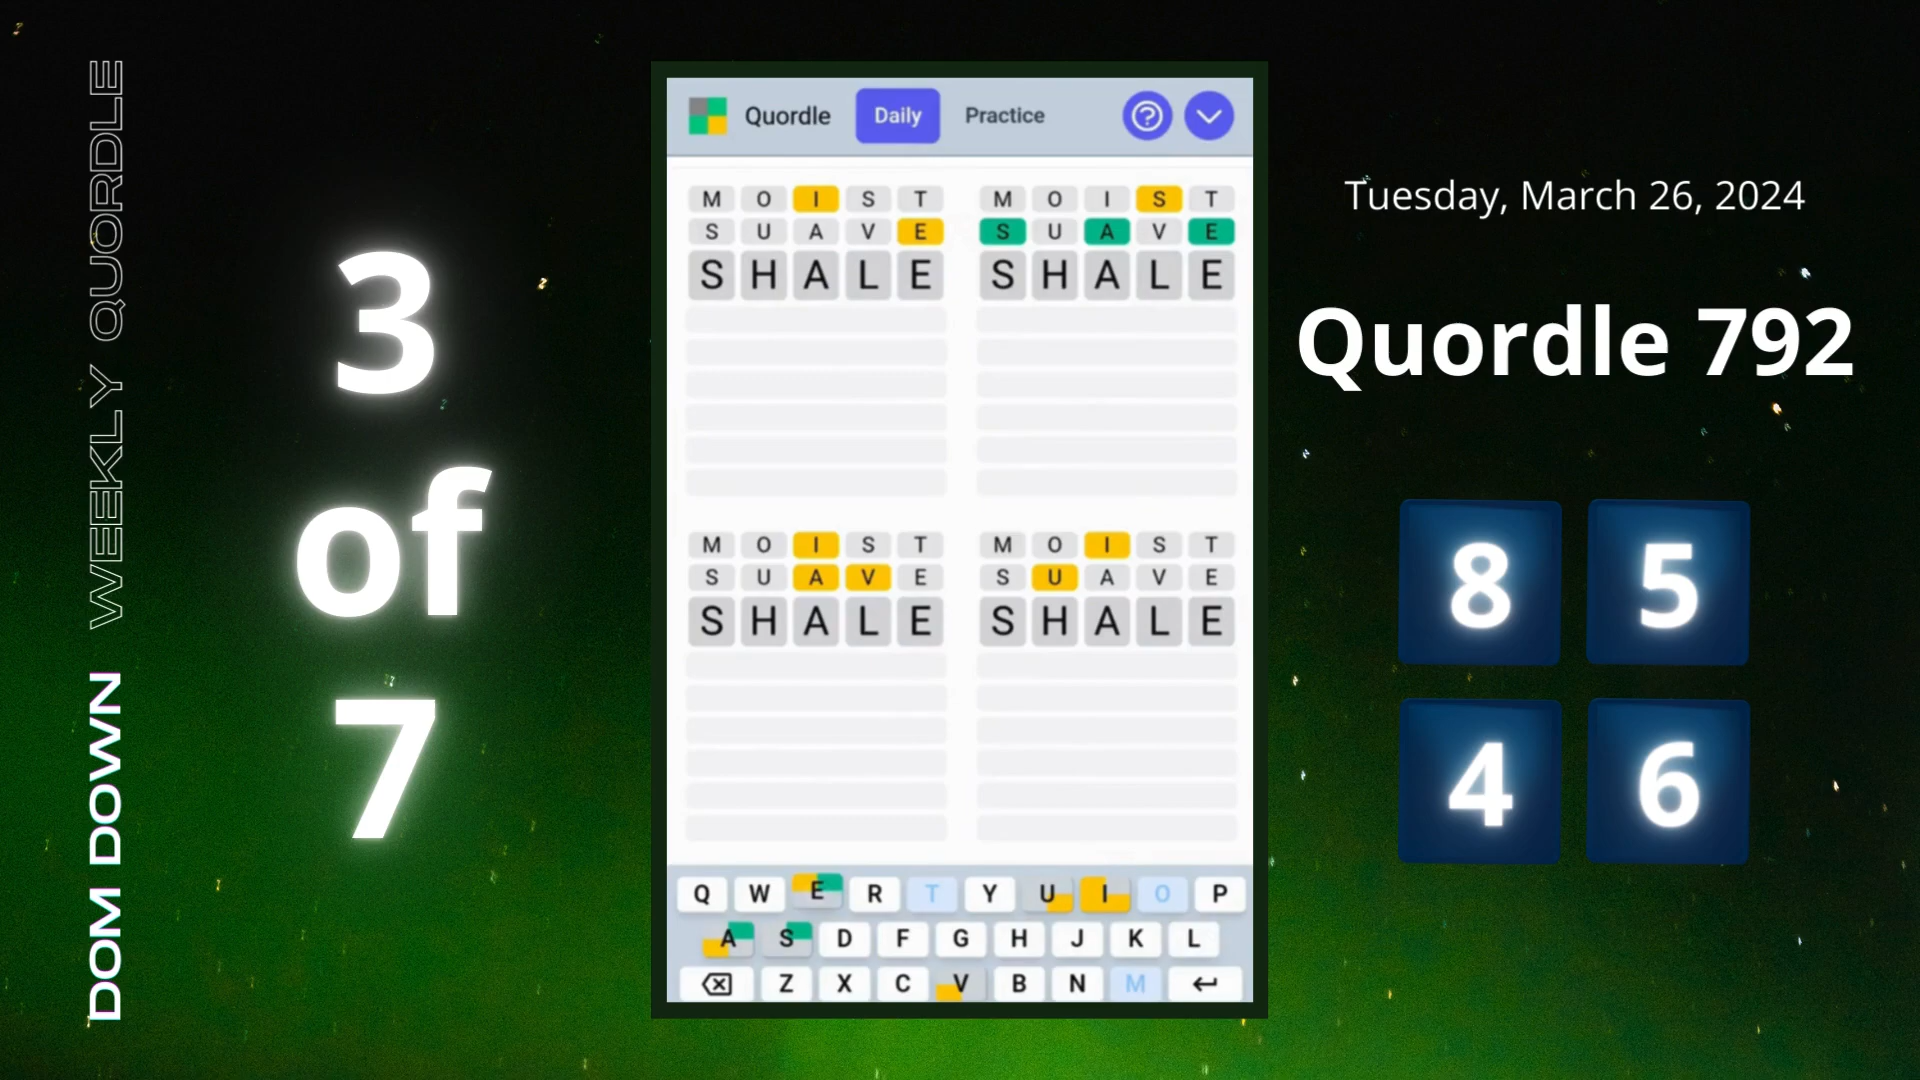 DOM DOWN WEEKLY QUORDLE
3
of
7
Quordle Daily Practice
M O I S T
S U A V E
S H A L E
M O I S T
S U A V E
S H A L E
M O I S T
S U A V E
S H A L E
M O I S T
S U A V E
S H A L E
Q W E R T Y U I O P
A S D F G H J K L
Z X C V B N M
Tuesday, March 26, 2024
Quordle 792
8 5
4 6